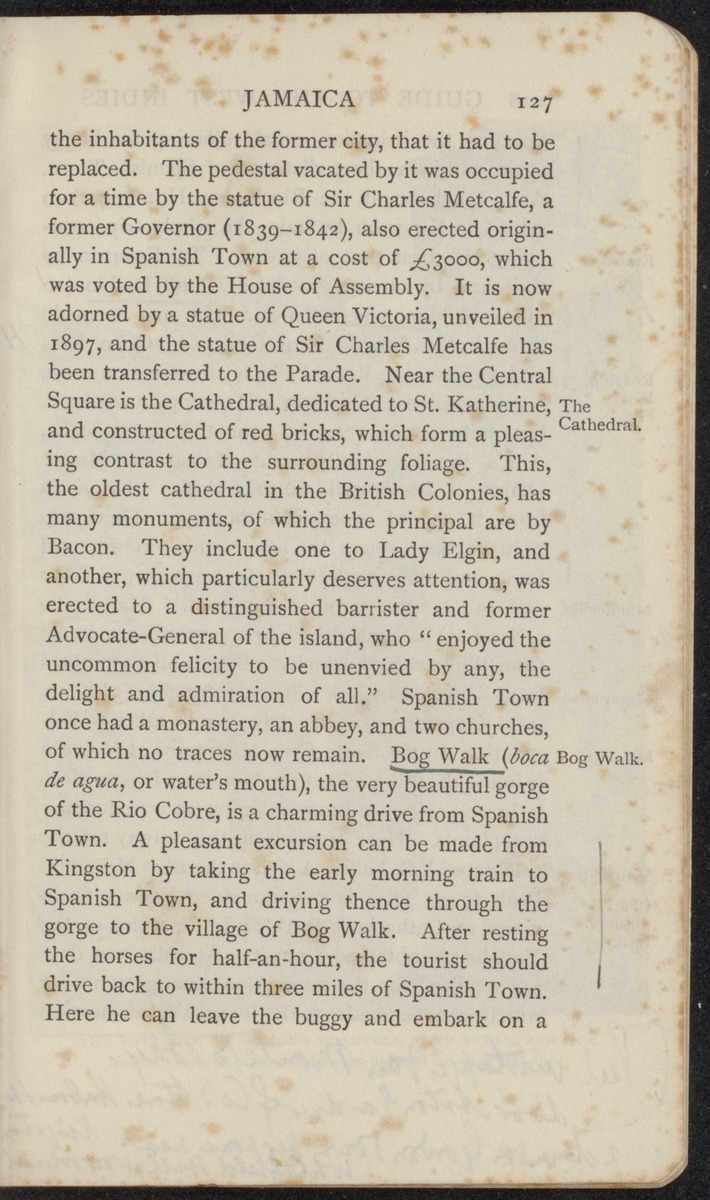 JAMAICA 127
the inhabitants of the former city, that it had to be
replaced. The pedestal vacated by it was occupied
for a time by the statue of Sir Charles Metcalfe, a
former Governor (1839–1842), also erected origin-
ally in Spanish Town at a cost of £3000, which
was voted by the House of Assembly. It is now
adorned by a statue of Queen Victoria, unveiled in
1897, and the statue of Sir Charles Metcalfe has
been transferred to the Parade. Near the Central
Square is the Cathedral, dedicated to St. Katherine, The
and constructed of red bricks, which form a pleas- Cathedral.
ing contrast to the surrounding foliage. This,
the oldest cathedral in the British Colonies, has
many monuments, of which the principal are by
Bacon. They include one to Lady Elgin, and
another, which particularly deserves attention, was
erected to a distinguished barrister and former
Advocate-General of the island, who “ enjoyed the
uncommon felicity to be unenvied by any, the
delight and admiration of all.” Spanish Town
once had a monastery, an abbey, and two churches,
of which no traces now remain. Bog Walk (boca Bog Walk.
de agua, or water’s mouth), the very beautiful gorge
of the Rio Cobre, is a charming drive from Spanish
Town. A pleasant excursion can be made from
Kingston by taking the early morning train to
Spanish Town, and driving thence through the
gorge to the village of Bog Walk. After resting
the horses for half-an-hour, the tourist should
drive back to within three miles of Spanish Town.
Here he can leave the buggy and embark on a